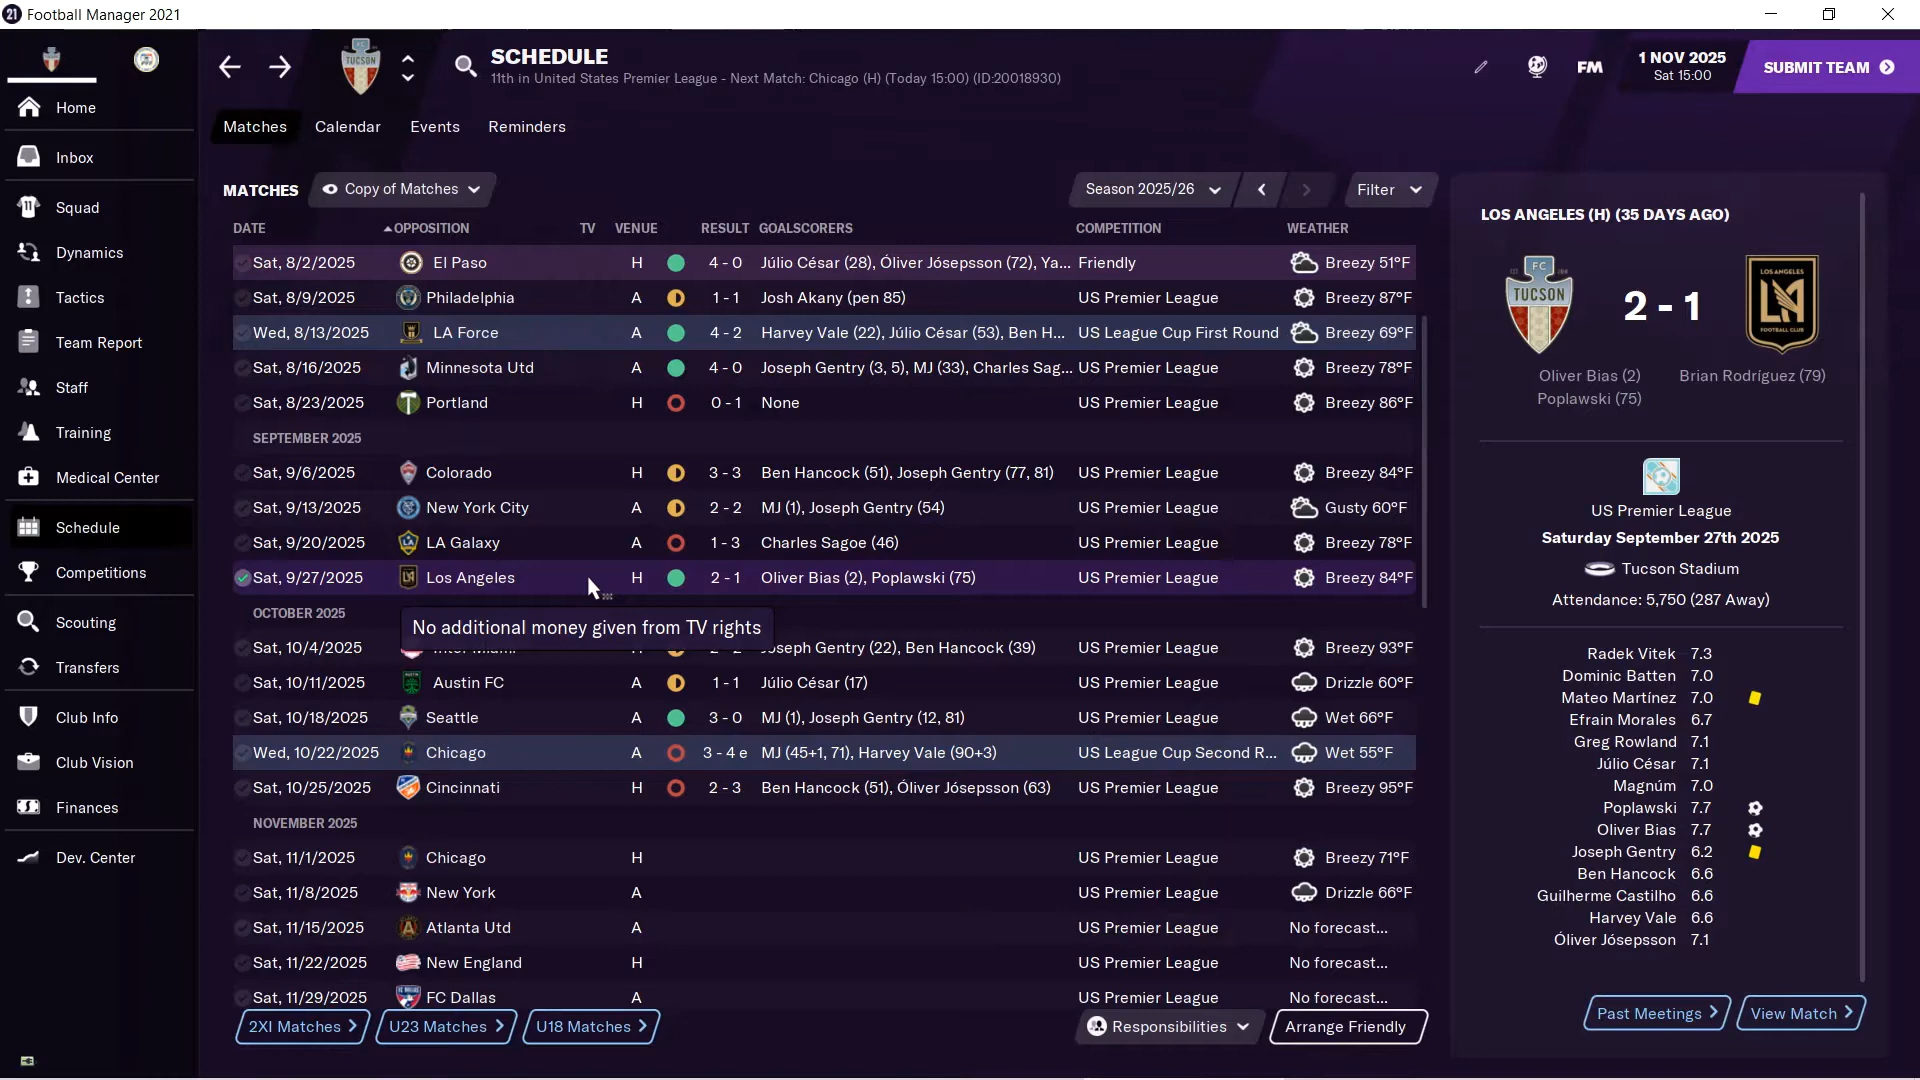 Football Manager 2021
SCHEDULE
11th in United States Premier League - Next Match: Chicago (H) (Today 15:00) (ID:20018930)
FM
1 NOV 2025
Sat 15:00
SUBMIT TEAM
Home
Inbox
Squad
Dynamics
Tactics
Team Report
Staff
Training
Medical Center
Schedule
Competitions
Scouting
Transfers
Club Info
Club Vision
Finances
Dev. Center
Matches Calendar Events Reminders
MATCHES Copy of Matches Season 2025/26 Filter
DATE OPPOSITION TV VENUE RESULT GOALSCORERS COMPETITION WEATHER
Sat, 8/2/2025 El Paso H 4 - 0 Júlio César (28), Óliver Jósepsson (72), Ya... Friendly Breezy 51°F
Sat, 8/9/2025 Philadelphia A 1 - 1 Josh Akany (pen 85) US Premier League Breezy 87°F
Wed, 8/13/2025 LA Force A 4 - 2 Harvey Vale (22), Júlio César (53), Ben H... US League Cup First Round Breezy 69°F
Sat, 8/16/2025 Minnesota Utd A 4 - 0 Joseph Gentry (3, 5), MJ (33), Charles Sag... US Premier League Breezy 78°F
Sat, 8/23/2025 Portland H 0 - 1 None US Premier League Breezy 86°F
SEPTEMBER 2025
Sat, 9/6/2025 Colorado H 3 - 3 Ben Hancock (51), Joseph Gentry (77, 81) US Premier League Breezy 84°F
Sat, 9/13/2025 New York City A 2 - 2 MJ (1), Joseph Gentry (54) US Premier League Gusty 60°F
Sat, 9/20/2025 LA Galaxy A 1 - 3 Charles Sagoe (46) US Premier League Breezy 78°F
Sat, 9/27/2025 Los Angeles H 2 - 1 Oliver Bias (2), Poplawski (75) US Premier League Breezy 84°F
OCTOBER 2025
No additional money given from TV rights
Sat, 10/4/2025 Joseph Gentry (22), Ben Hancock (39) US Premier League Breezy 93°F
Sat, 10/11/2025 Austin FC A 1 - 1 Júlio César (17) US Premier League Drizzle 60°F
Sat, 10/18/2025 Seattle A 3 - 0 MJ (1), Joseph Gentry (12, 81) US Premier League Wet 66°F
Wed, 10/22/2025 Chicago A 3 - 4 e MJ (45+1, 71), Harvey Vale (90+3) US League Cup Second R... Wet 55°F
Sat, 10/25/2025 Cincinnati H 2 - 3 Ben Hancock (51), Óliver Jósepsson (63) US Premier League Breezy 95°F
NOVEMBER 2025
Sat, 11/1/2025 Chicago H US Premier League Breezy 71°F
Sat, 11/8/2025 New York A US Premier League Drizzle 66°F
Sat, 11/15/2025 Atlanta Utd A US Premier League No forecast...
Sat, 11/22/2025 New England H US Premier League No forecast...
Sat, 11/29/2025 FC Dallas A US Premier League No forecast...
2XI Matches U23 Matches U18 Matches Responsibilities Arrange Friendly
LOS ANGELES (H) (35 DAYS AGO)
FC
TUCSON
2 - 1
LOS ANGELES
FOOTBALL CLUB
Oliver Bias (2) Brian Rodríguez (79)
Poplawski (75)
US Premier League
Saturday September 27th 2025
Tucson Stadium
Attendance: 5,750 (287 Away)
Radek Vitek 7.3
Dominic Batten 7.0
Mateo Martínez 7.0
Efrain Morales 6.7
Greg Rowland 7.1
Júlio César 7.1
Magnúm 7.0
Poplawski 7.7
Oliver Bias 7.7
Joseph Gentry 6.2
Ben Hancock 6.6
Guilherme Castilho 6.6
Harvey Vale 6.6
Óliver Jósepsson 7.1
Past Meetings View Match